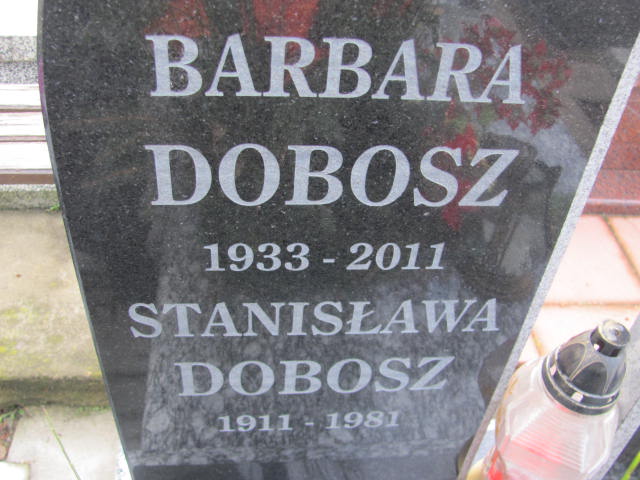 BARBARA
DOBOSZ
1933 - 2011
STANISŁAWA
DOBOSZ
1911 - 1981